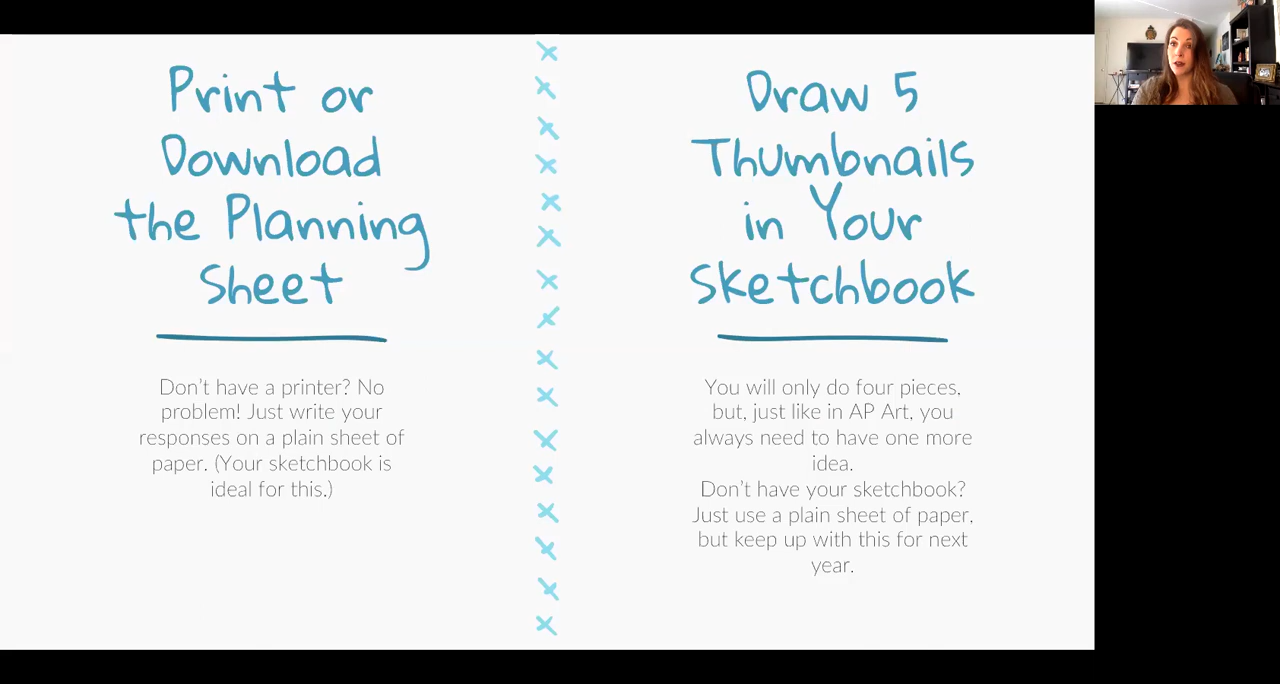 Print or
Download
the Planning
Sheet
Don't have a printer? No
problem! Just write your
responses on a plain sheet of
paper. (Your sketchbook is
ideal for this.)
Draw 5
Thumbnails
in Your
Sketchbook
You will only do four pieces,
but, just like in AP Art, you
always need to have one more
idea.
Don't have your sketchbook?
Just use a plain sheet of paper,
but keep up with this for next
year.